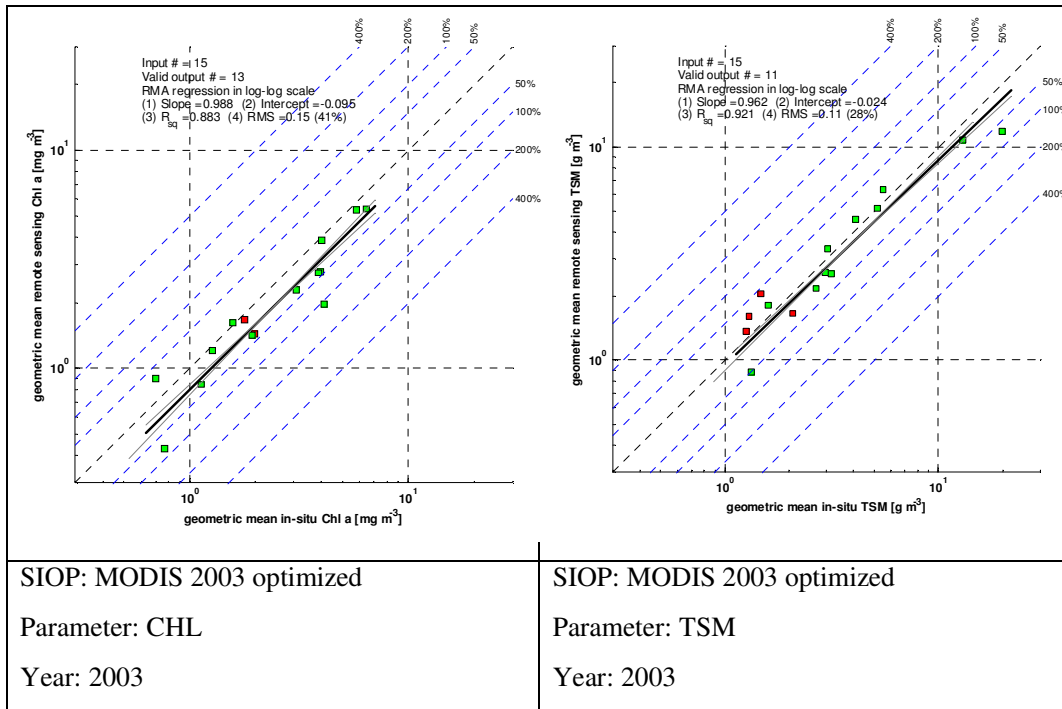 400%
200%
100%
50%
Input # = 15
Valid output # = 13
RMA regression in log-log scale
(1) Slope =0.988 (2) Intercept =-0.095
(3) R_sq =0.883 (4) RMS =0.15 (41%)
50%
100%
200%
400%
10^1
10^0
10^0
10^1
geometric mean remote sensing Chl a [mg m^-3]
geometric mean in-situ Chl a [mg m^-3]
400%
200%
100%
50%
Input # = 15
Valid output # = 11
RMA regression in log-log scale
(1) Slope =0.962 (2) Intercept =-0.024
(3) R_sq =0.921 (4) RMS =0.11 (28%)
50%
100%
200%
400%
10^1
10^0
10^0
10^1
geometric mean remote sensing TSM [g m^-3]
geometric mean in-situ TSM [g m^-3]
SIOP: MODIS 2003 optimized
Parameter: CHL
Year: 2003
SIOP: MODIS 2003 optimized
Parameter: TSM
Year: 2003